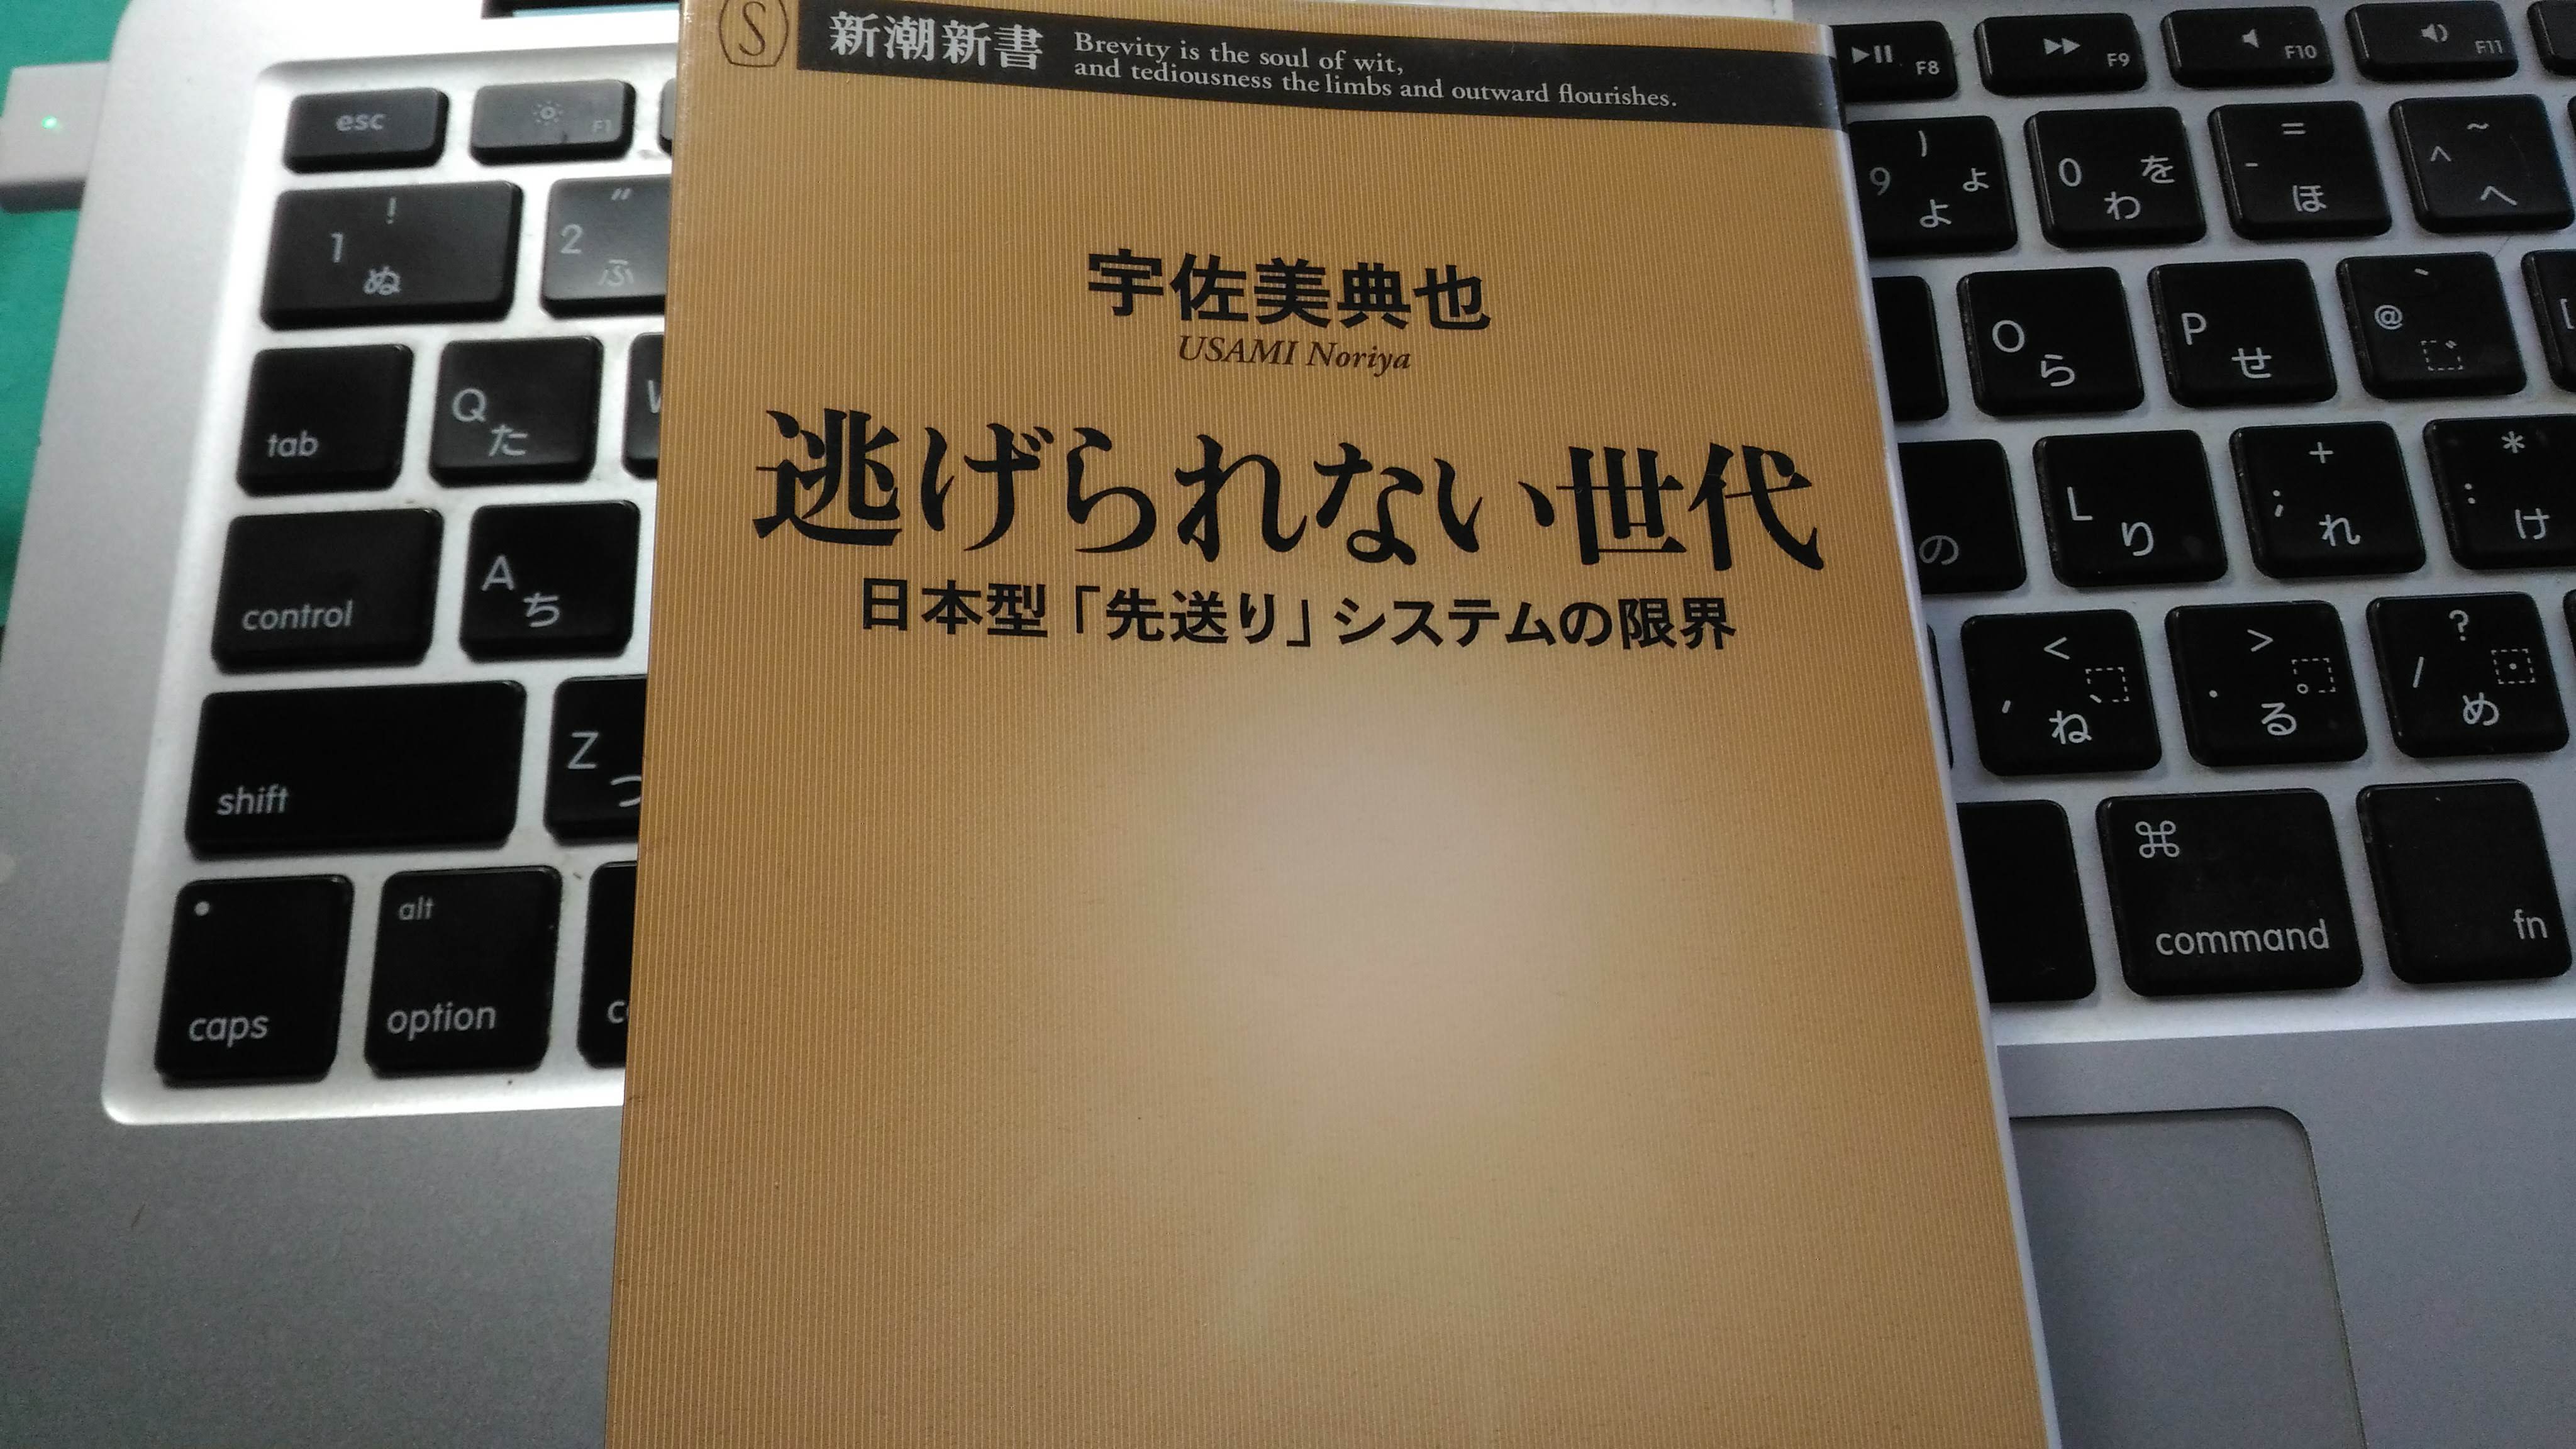 S
新潮新書
Brevity is the soul of wit,
and tediousness the limbs and outward flourishes.
宇佐美典也
USAMI Noriya
逃げられない世代
日本型「先送り」システムの限界
esc
F1
F8
F9
F10
F11
! 1 ぬ
" 2 ふ
) 9 ょ よ
0 を わ
= - ほ
~ ^ へ
tab
Q た
O ら
P せ
` @ ゛
control
A ち
の
L り
+ ; れ
* : け
shift
Z つ
< , 、 ね
> . 。 る
? / ・ め
caps
alt option
⌘ command
fn